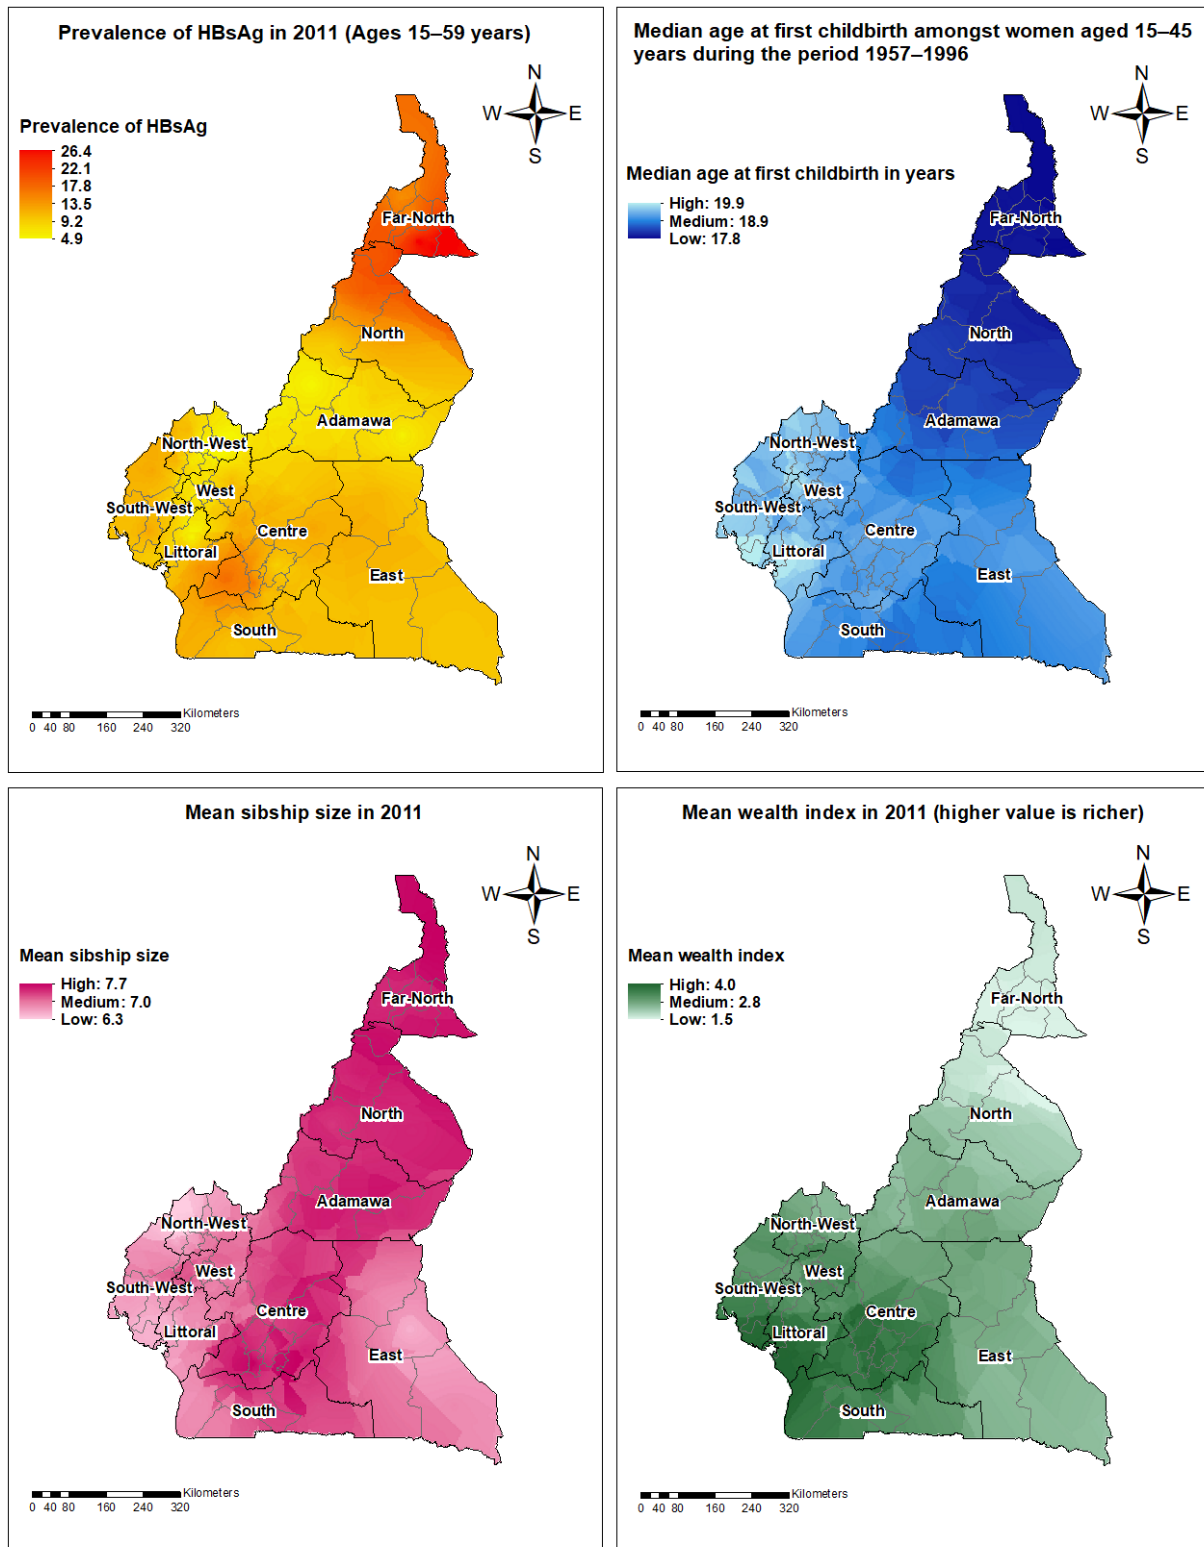 Prevalence of HBsAg in 2011 (Ages 15–59 years)
N
W
E
S
Prevalence of HBsAg
26.4
22.1
17.8
13.5
9.2
4.9
Far-North
North
Adamawa
North-West
West
South-West
Centre
Littoral
East
South
Kilometers
0 40 80 160 240 320
Median age at first childbirth amongst women aged 15–45
years during the period 1957–1996
N
W
E
S
Median age at first childbirth in years
High: 19.9
Medium: 18.9
Low: 17.8
Far-North
North
Adamawa
North-West
West
South-West
Centre
Littoral
East
South
Kilometers
0 40 80 160 240 320
Mean sibship size in 2011
N
W
E
S
Mean sibship size
High: 7.7
Medium: 7.0
Low: 6.3
Far-North
North
Adamawa
North-West
West
South-West
Centre
Littoral
East
South
Kilometers
0 40 80 160 240 320
Mean wealth index in 2011 (higher value is richer)
N
W
E
S
Mean wealth index
High: 4.0
Medium: 2.8
Low: 1.5
Far-North
North
Adamawa
North-West
West
South-West
Centre
Littoral
East
South
Kilometers
0 40 80 160 240 320